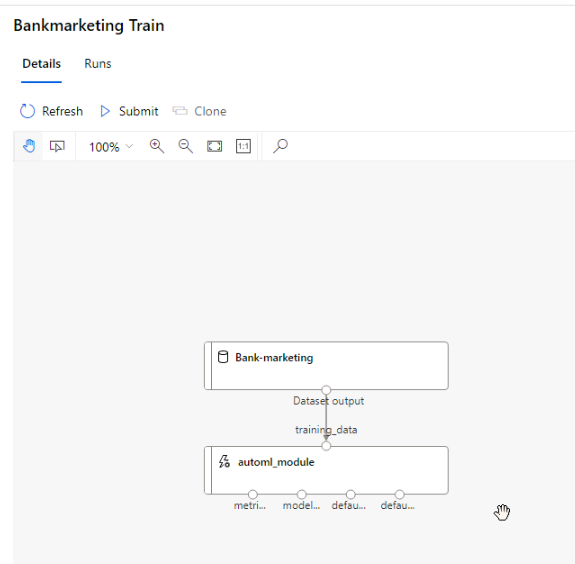 Bankmarketing Train
Details Runs
Refresh Submit Clone
100% 1:1
Bank-marketing
Dataset output
training_data
automl_module
metri... model... defau... defau...